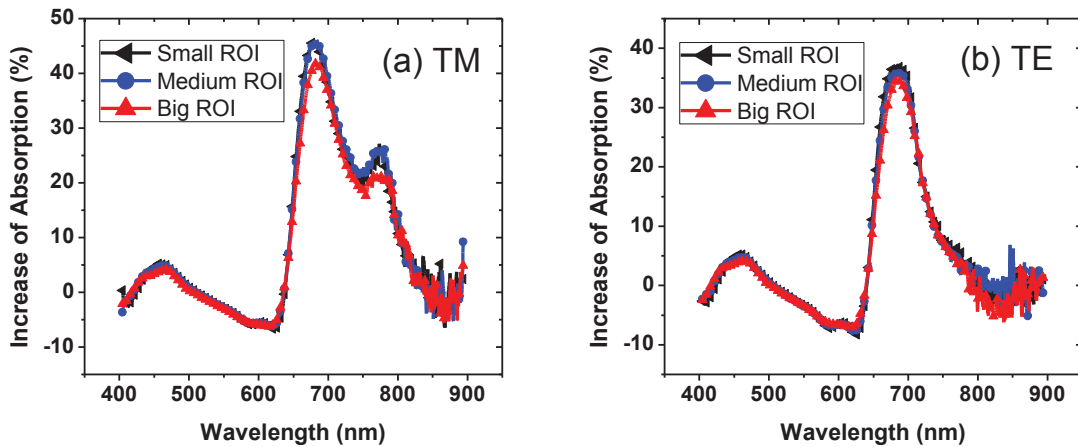 Increase of Absorption (%)
50
40
30
20
10
0
-10
Small ROI
Medium ROI
Big ROI
(a) TM
400 500 600 700 800 900
Wavelength (nm)
Increase of Absorption (%)
40
30
20
10
0
-10
Small ROI
Medium ROI
Big ROI
(b) TE
400 500 600 700 800 900
Wavelength (nm)